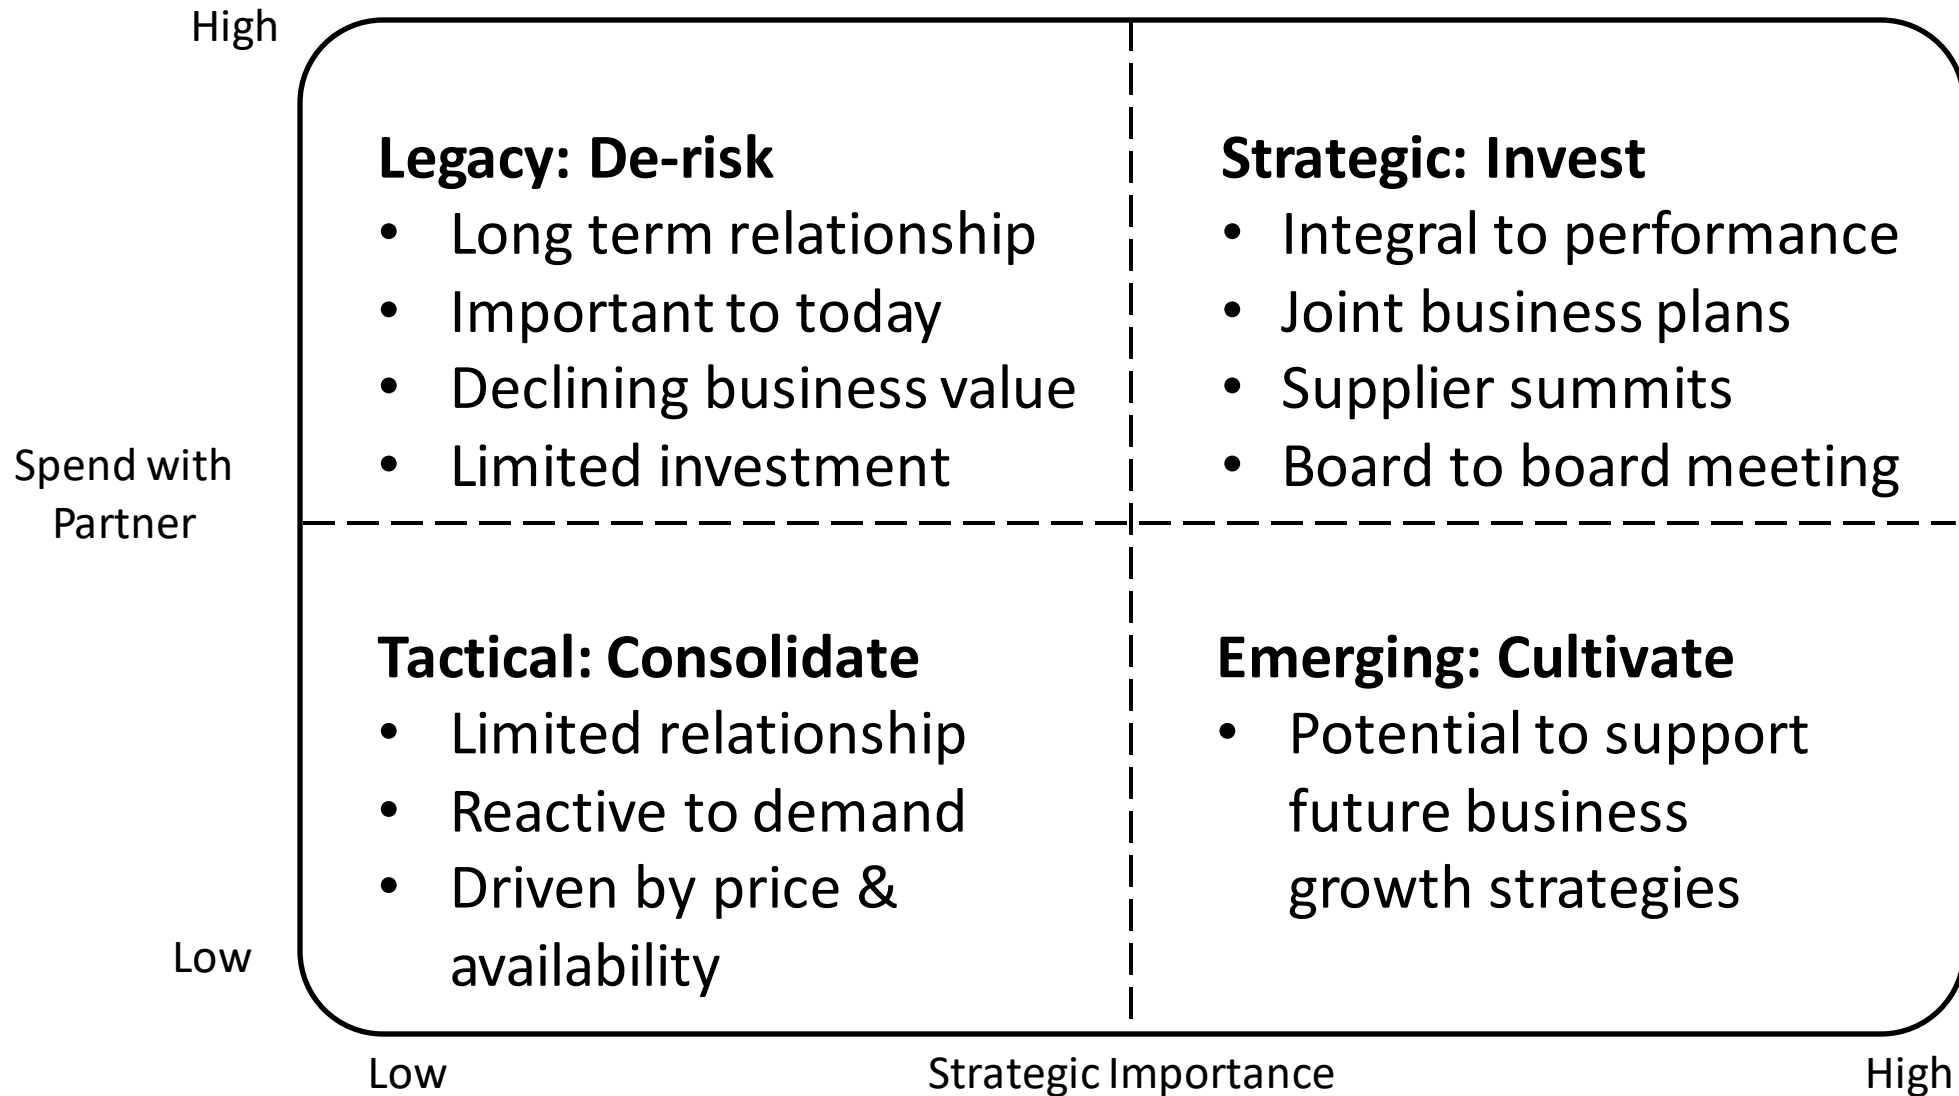 High
Legacy: De-risk
• Long term relationship
• Important to today
• Declining business value
• Limited investment
Strategic: Invest
• Integral to performance
• Joint business plans
• Supplier summits
• Board to board meeting
Spend with
Partner
Tactical: Consolidate
• Limited relationship
• Reactive to demand
• Driven by price &
availability
Emerging: Cultivate
• Potential to support
future business
growth strategies
Low
Low
Strategic Importance
High